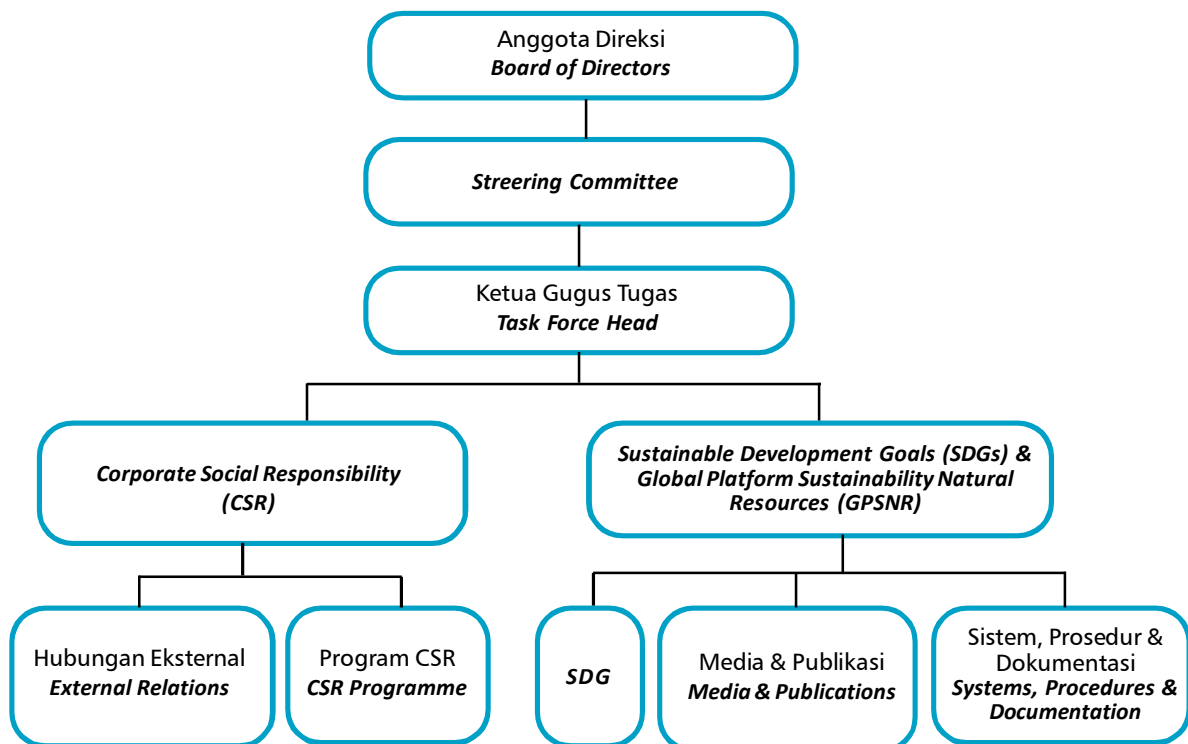 Anggota Direksi
Board of Directors
Streering Committee
Ketua Gugus Tugas
Task Force Head
Corporate Social Responsibility
(CSR)
Sustainable Development Goals (SDGs) &
Global Platform Sustainability Natural
Resources (GPSNR)
Hubungan Eksternal
External Relations
Program CSR
CSR Programme
SDG
Media & Publikasi
Media & Publications
Sistem, Prosedur &
Dokumentasi
Systems, Procedures &
Documentation